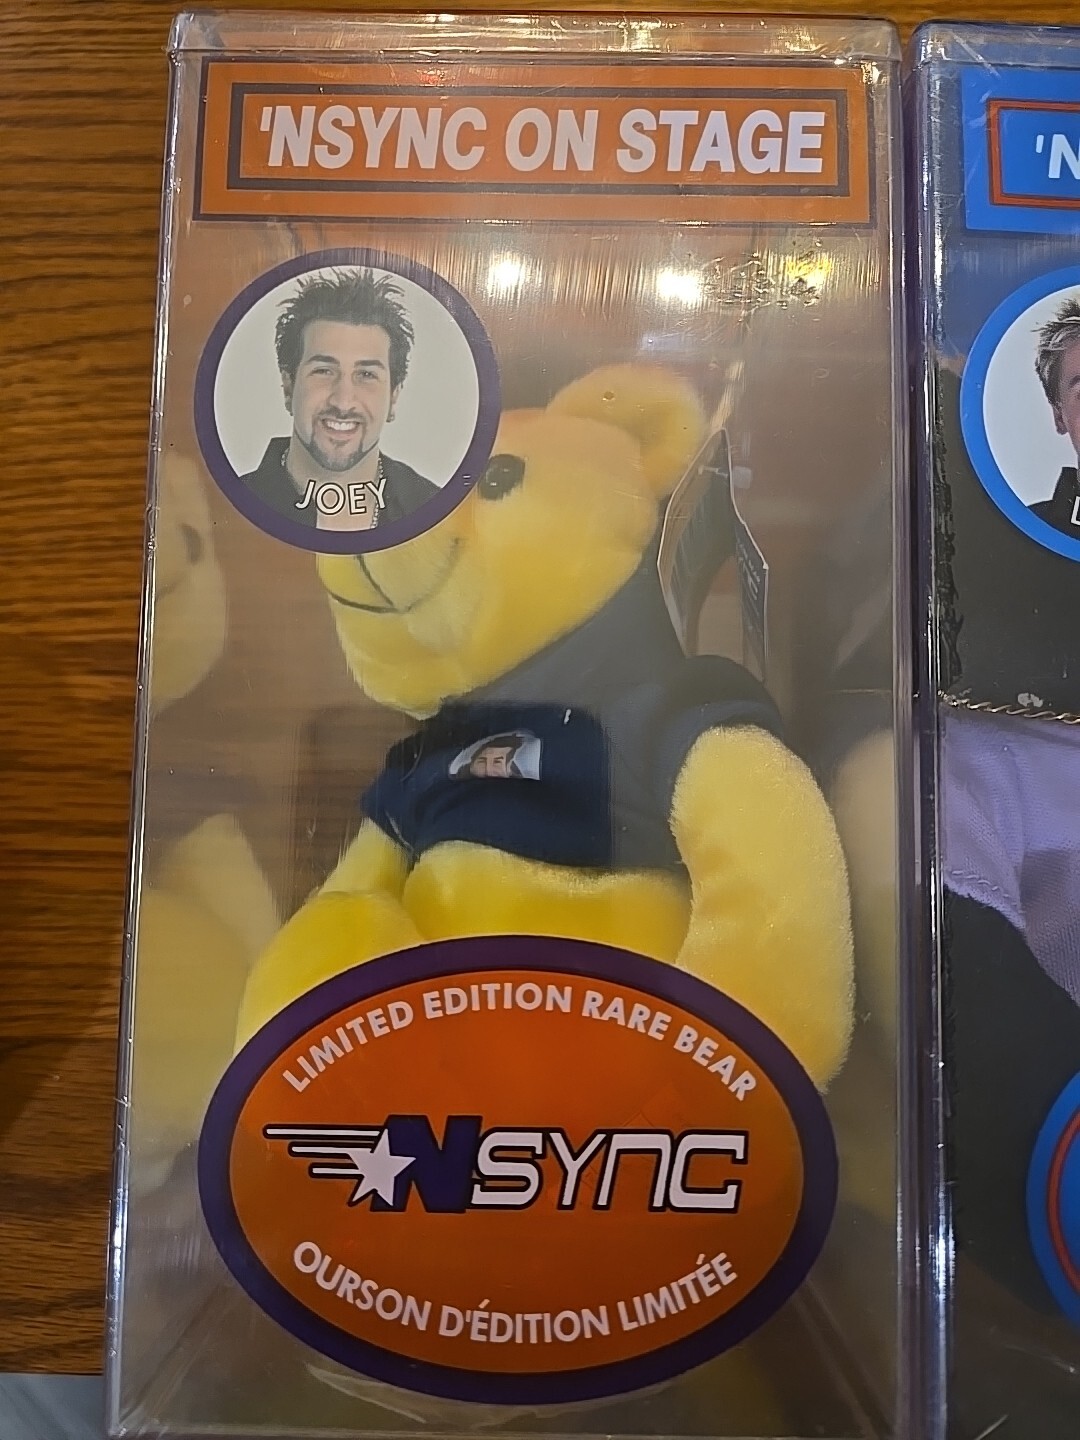 'NSYNC ON STAGE
'N
JOEY
LIMITED EDITION RARE BEAR
NSYNC
OURSON D'ÉDITION LIMITÉE